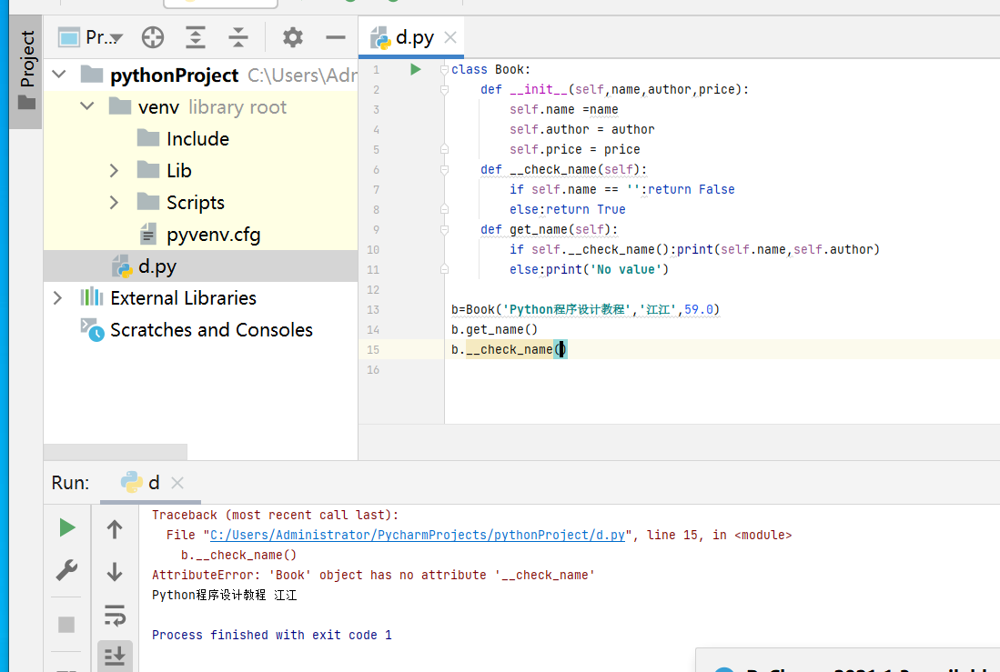 Project
Pr...
d.py
pythonProject C:\Users\Adr
venv library root
Include
Lib
Scripts
pyvenv.cfg
d.py
External Libraries
Scratches and Consoles
1 class Book:
2 def __init__(self,name,author,price):
3 self.name =name
4 self.author = author
5 self.price = price
6 def __check_name(self):
7 if self.name == '':return False
8 else:return True
9 def get_name(self):
10 if self.__check_name():print(self.name,self.author)
11 else:print('No value')
12
13 b=Book('Python程序设计教程','江江',59.0)
14 b.get_name()
15 b.__check_name()
16
Run: d
Traceback (most recent call last):
File "C:/Users/Administrator/PycharmProjects/pythonProject/d.py", line 15, in <module>
b.__check_name()
AttributeError: 'Book' object has no attribute '__check_name'
Python程序设计教程 江江
Process finished with exit code 1